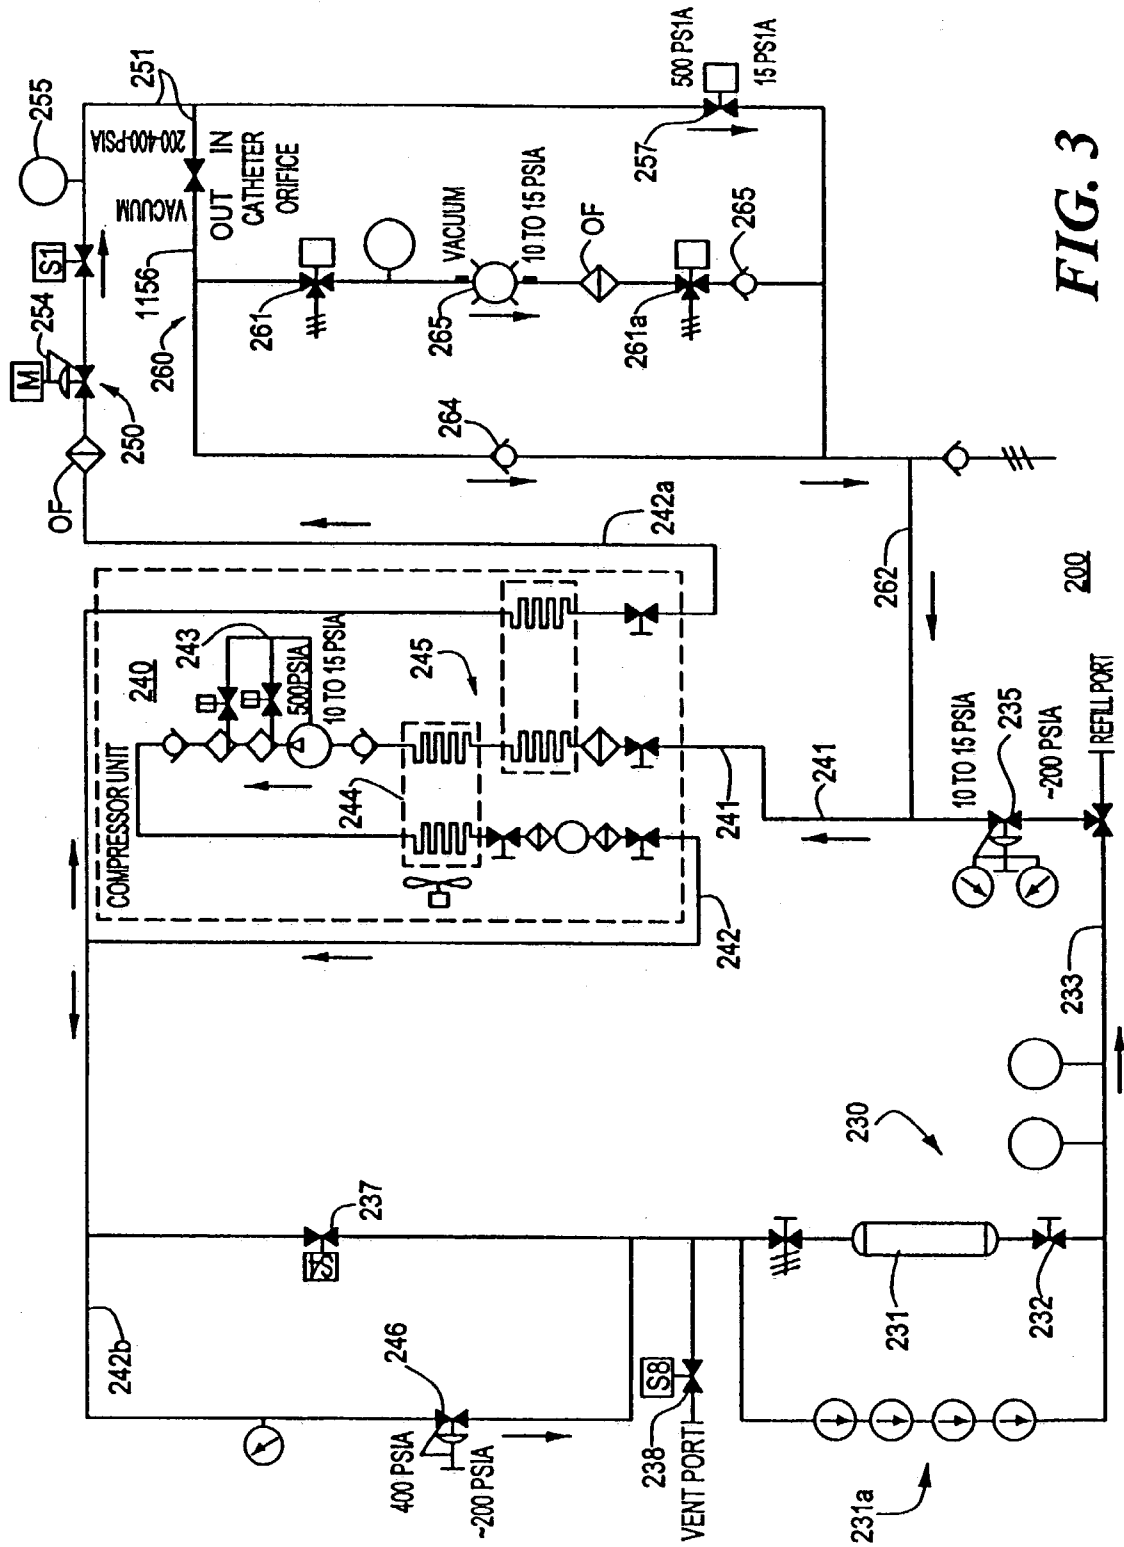 255
251
200-400-PSIA
VACUUM
IN
OUT
CATHETER
ORIFICE
500 PS1A
15 PS1A
257
S1
254
M
250
OF
1156
260
261
VACUUM
265
10 TO 15 PSIA
OF
261a
265
264
242a
262
200
FIG. 3
COMPRESSOR UNIT
240
243
500PSIA
10 TO 15 PSIA
245
244
241
241
242
10 TO 15 PSIA
235
~200 PSIA
REFILL PORT
233
230
237
S4
242b
246
400 PSIA
~200 PSIA
S8
238
VENT PORT
231
232
231a